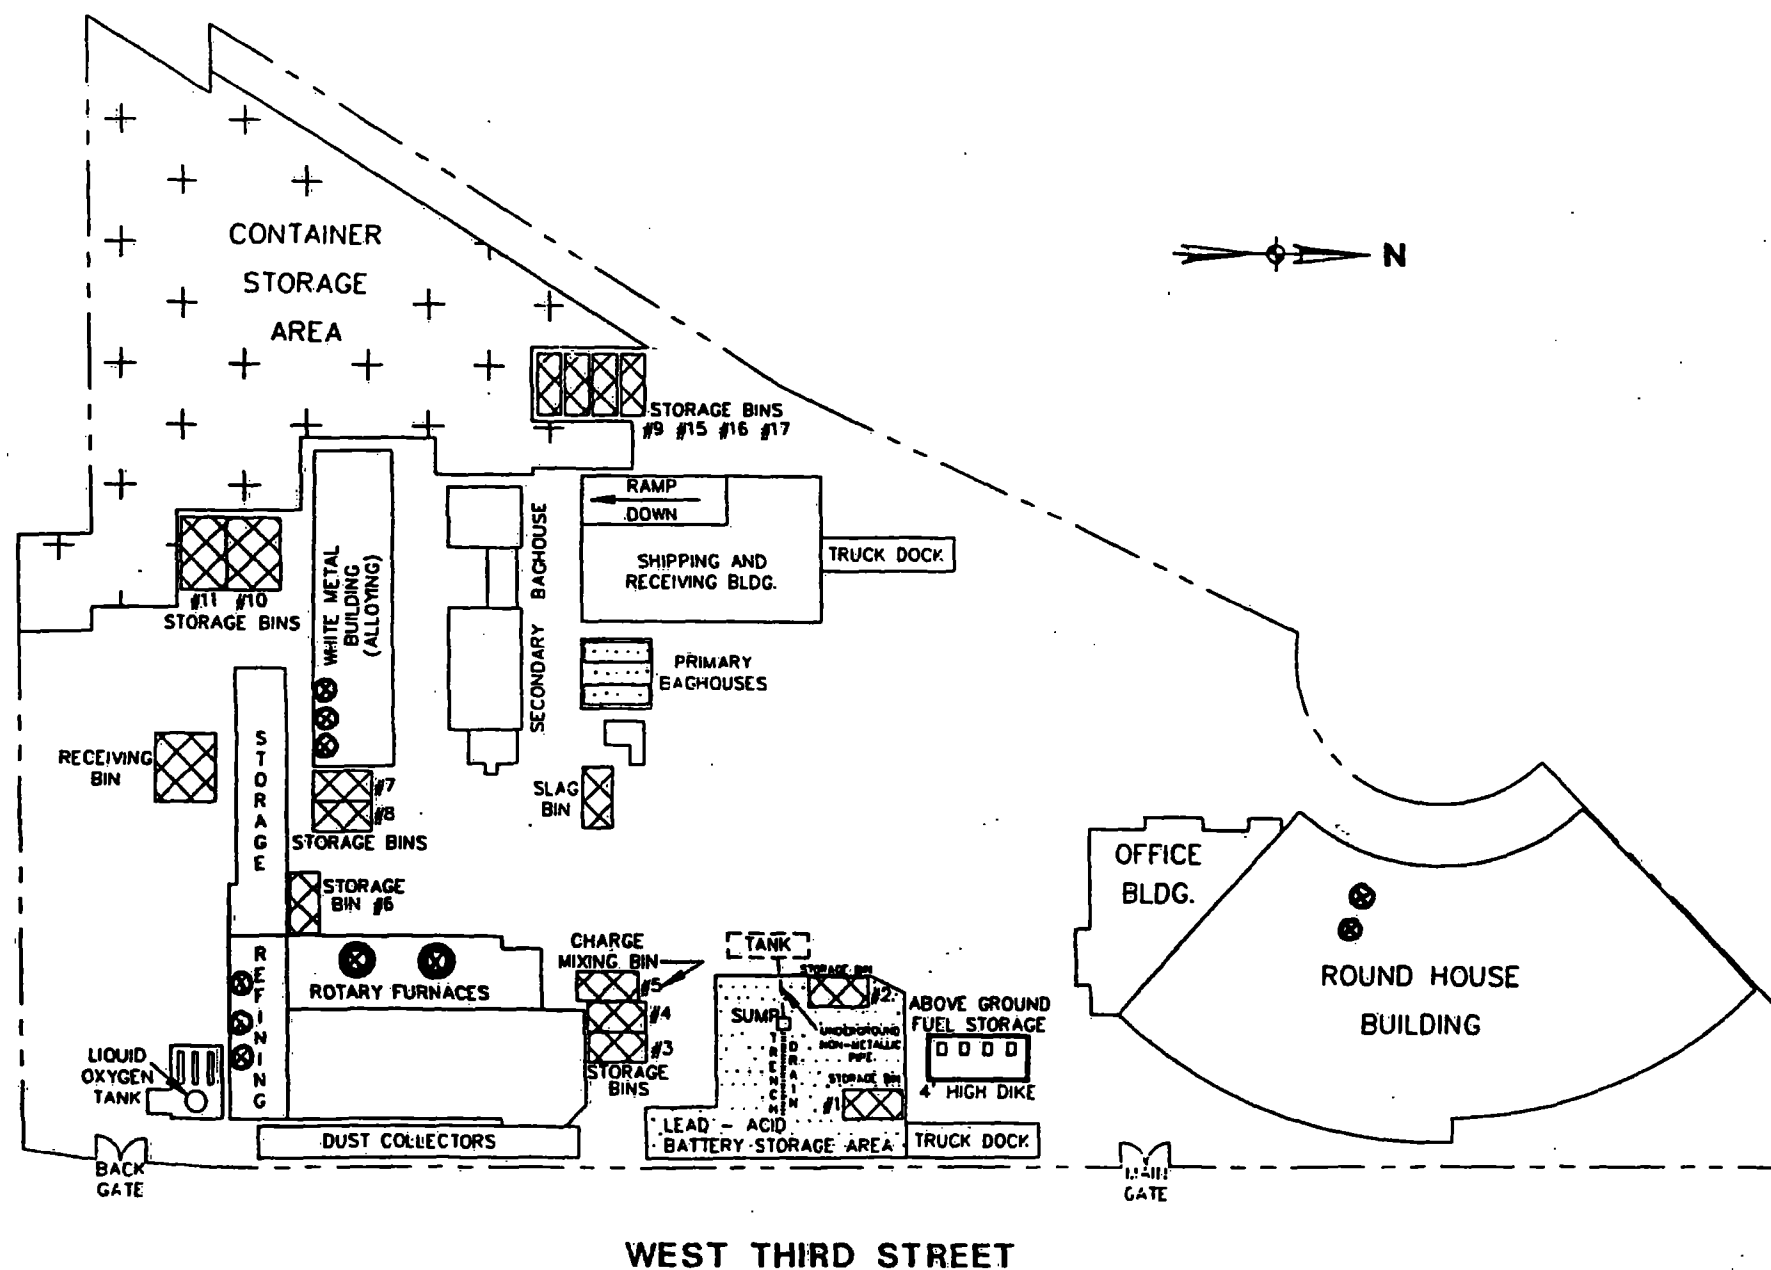 CONTAINER
STORAGE
AREA
N
STORAGE BINS
#9 #15 #16 #17
RAMP
DOWN
SHIPPING AND
RECEIVING BLDG.
TRUCK DOCK
SECONDARY BAGHOUSE
WHITE METAL
BUILDING
(ALLOYING)
#11 #10
STORAGE BINS
PRIMARY
BAGHOUSES
RECEIVING
BIN
STORAGE
#7
#8
STORAGE BINS
SLAG
BIN
STORAGE
BIN #6
OFFICE
BLDG.
ROUND HOUSE
BUILDING
REFINING
ROTARY FURNACES
CHARGE
MIXING BIN
#5
#4
#3
STORAGE
BINS
TANK
STORAGE BIN
#2
SUMP
UNDERGROUND
NON-METALLIC
PIPE
TRENCH
DRAIN
STORAGE BIN
#1
ABOVE GROUND
FUEL STORAGE
4' HIGH DIKE
LIQUID
OXYGEN
TANK
DUST COLLECTORS
LEAD - ACID
BATTERY STORAGE AREA
TRUCK DOCK
BACK
GATE
MAIN
GATE
WEST THIRD STREET